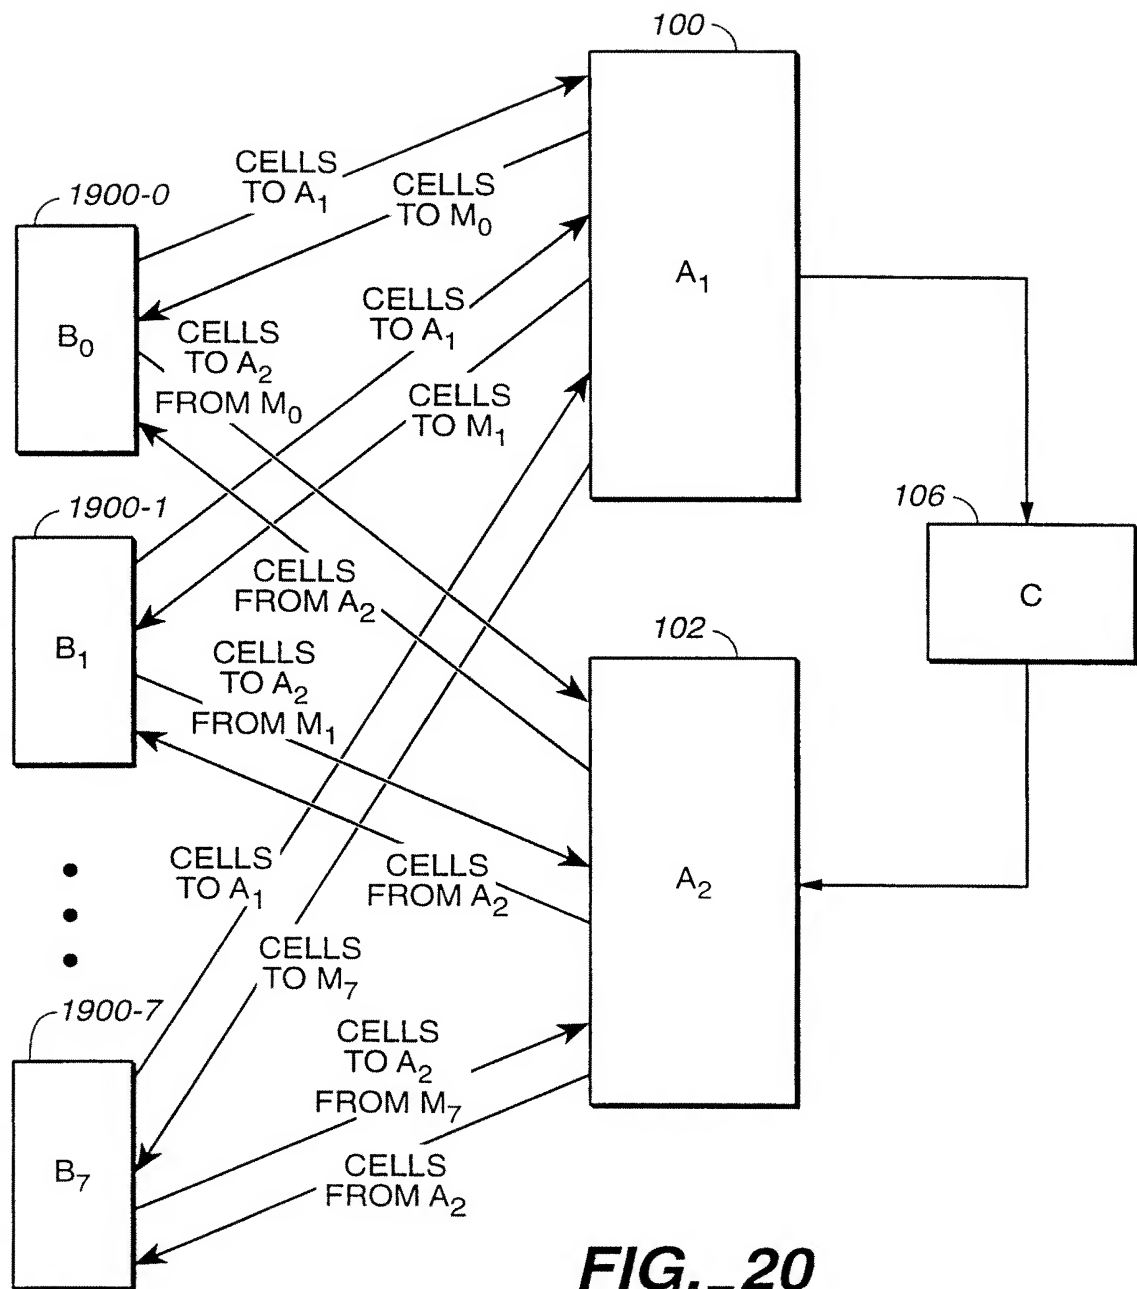 100
CELLS
TO A₁
CELLS
TO M₀
1900-0
A₁
B₀
CELLS
TO A₂
FROM M₀
CELLS
TO A₁
CELLS
TO M₁
1900-1
106
C
B₁
CELLS
FROM A₂
CELLS
TO A₂
FROM M₁
102
A₂
CELLS
TO A₁
CELLS
FROM A₂
CELLS
TO M₇
1900-7
B₇
CELLS
TO A₂
FROM M₇
CELLS
FROM A₂
FIG._20